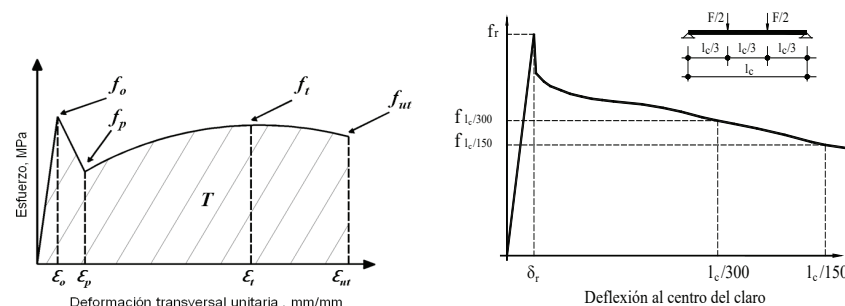 Esfuerzo, MPa
f_o
f_p
f_t
f_ut
T
ε_o ε_p ε_t ε_ut
Deformación transversal unitaria , mm/mm
f_r
f l_c/300
f l_c/150
F/2 F/2
l_c/3 l_c/3 l_c/3
l_c
δ_r l_c/300 l_c/150
Deflexión al centro del claro